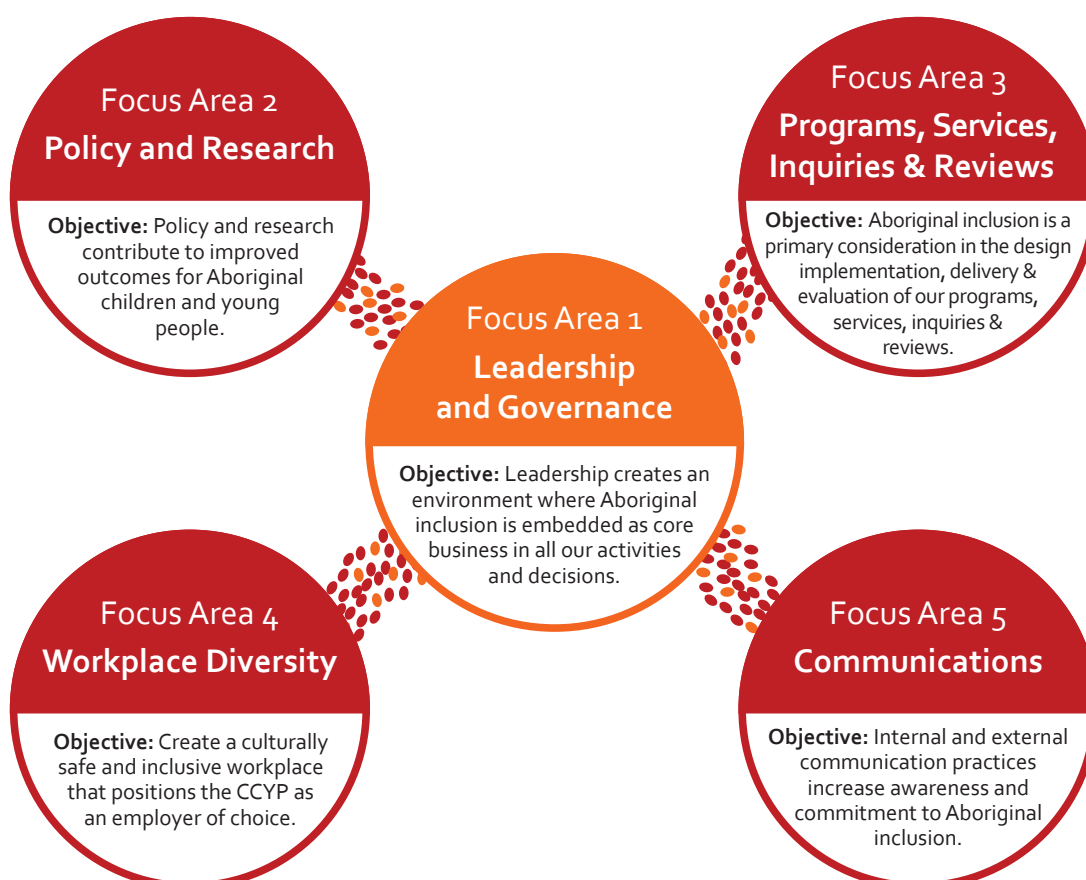 Focus Area 2
Policy and Research
Objective: Policy and research
contribute to improved
outcomes for Aboriginal
children and young
people.
Focus Area 3
Programs, Services,
Inquiries & Reviews
Objective: Aboriginal inclusion is a
primary consideration in the design
implementation, delivery &
evaluation of our programs,
services, inquiries &
reviews.
Focus Area 1
Leadership
and Governance
Objective: Leadership creates an
environment where Aboriginal
inclusion is embedded as core
business in all our activities
and decisions.
Focus Area 4
Workplace Diversity
Objective: Create a culturally
safe and inclusive workplace
that positions the CCYP as
an employer of choice.
Focus Area 5
Communications
Objective: Internal and external
communication practices
increase awareness and
commitment to Aboriginal
inclusion.